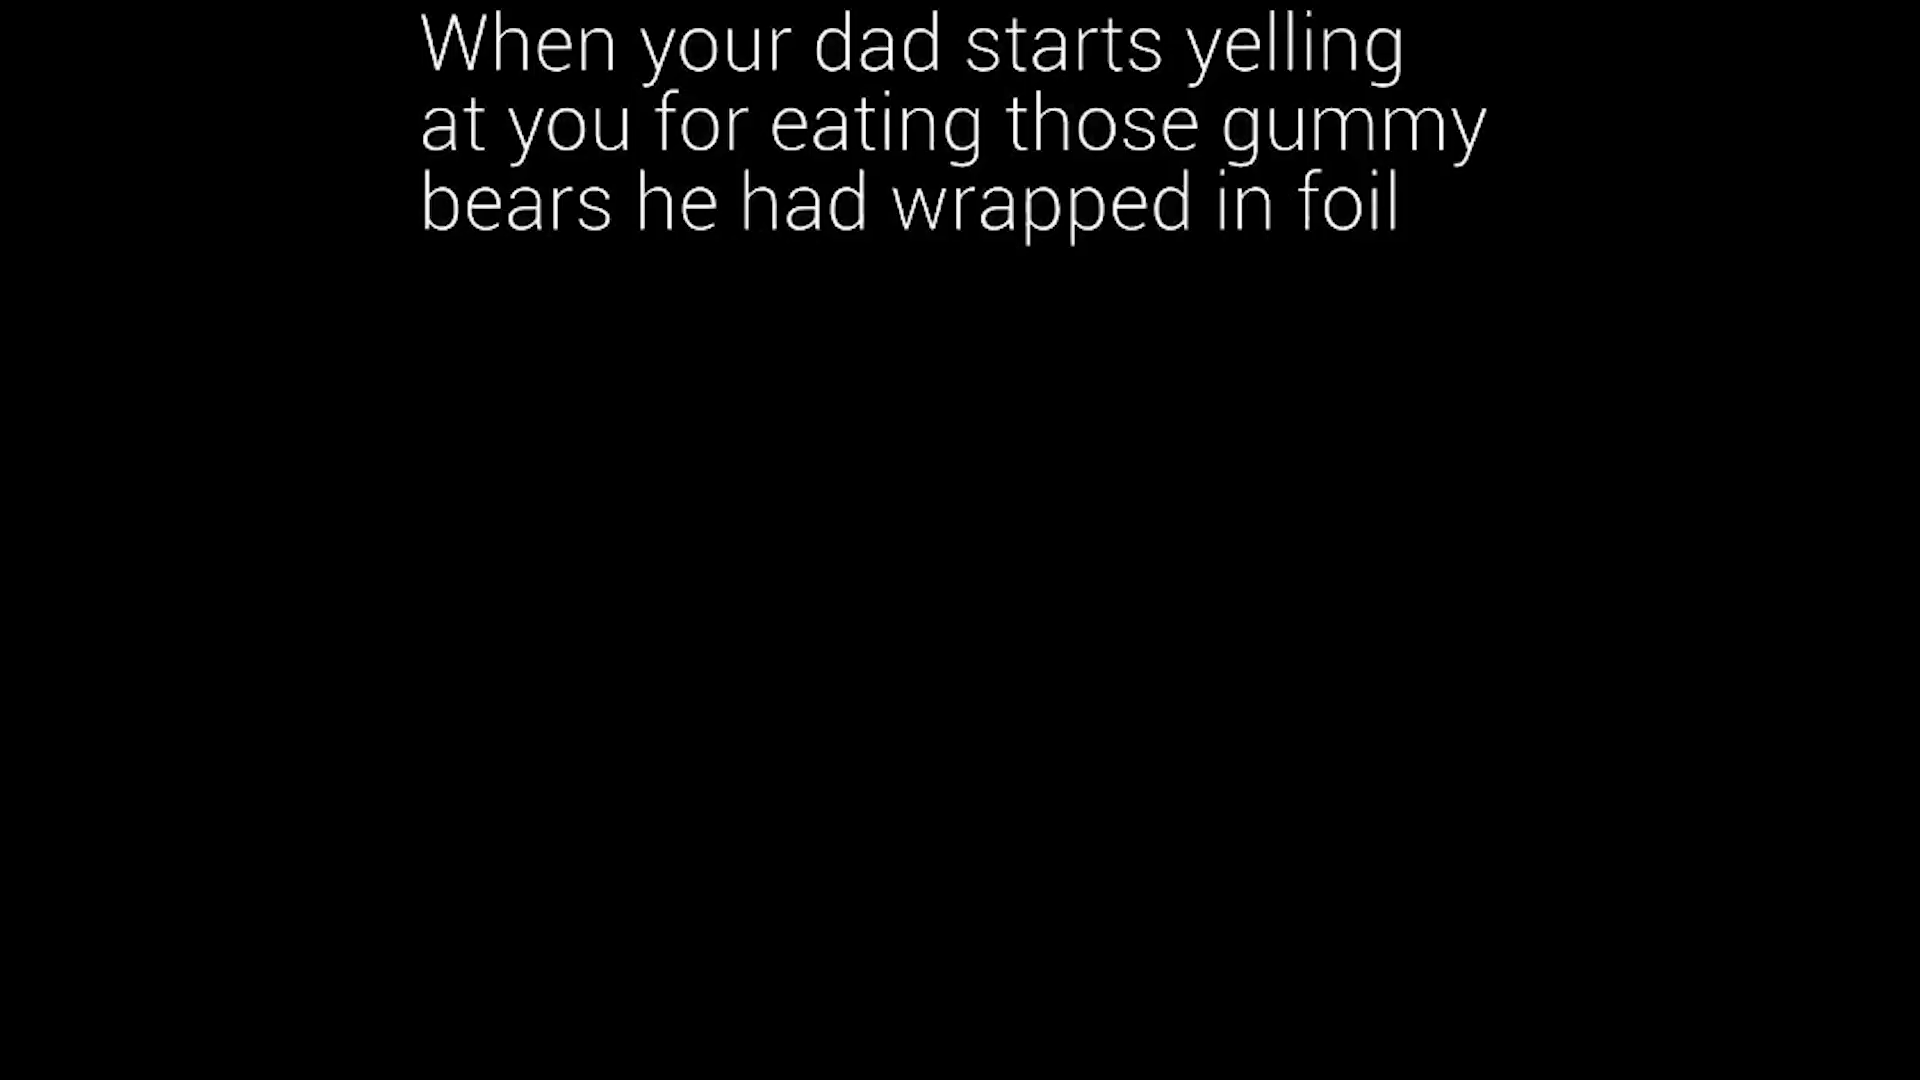 When your dad starts yelling
at you for eating those gummy
bears he had wrapped in foil